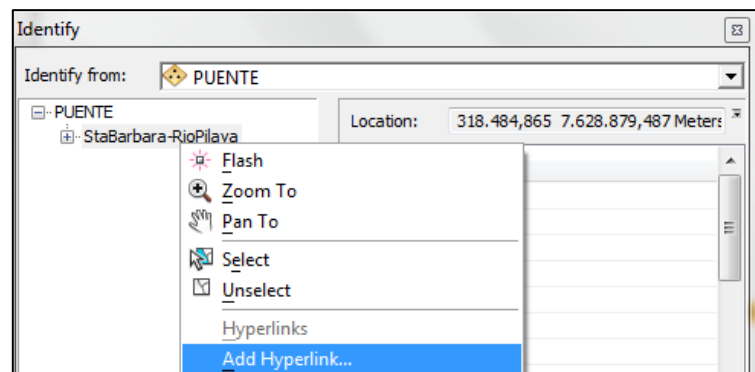 Identify
Identify from: PUENTE
PUENTE
StaBarbara-RioPilaya
Location: 318.484,865 7.628.879,487 Meters
Flash
Zoom To
Pan To
Select
Unselect
Hyperlinks
Add Hyperlink...